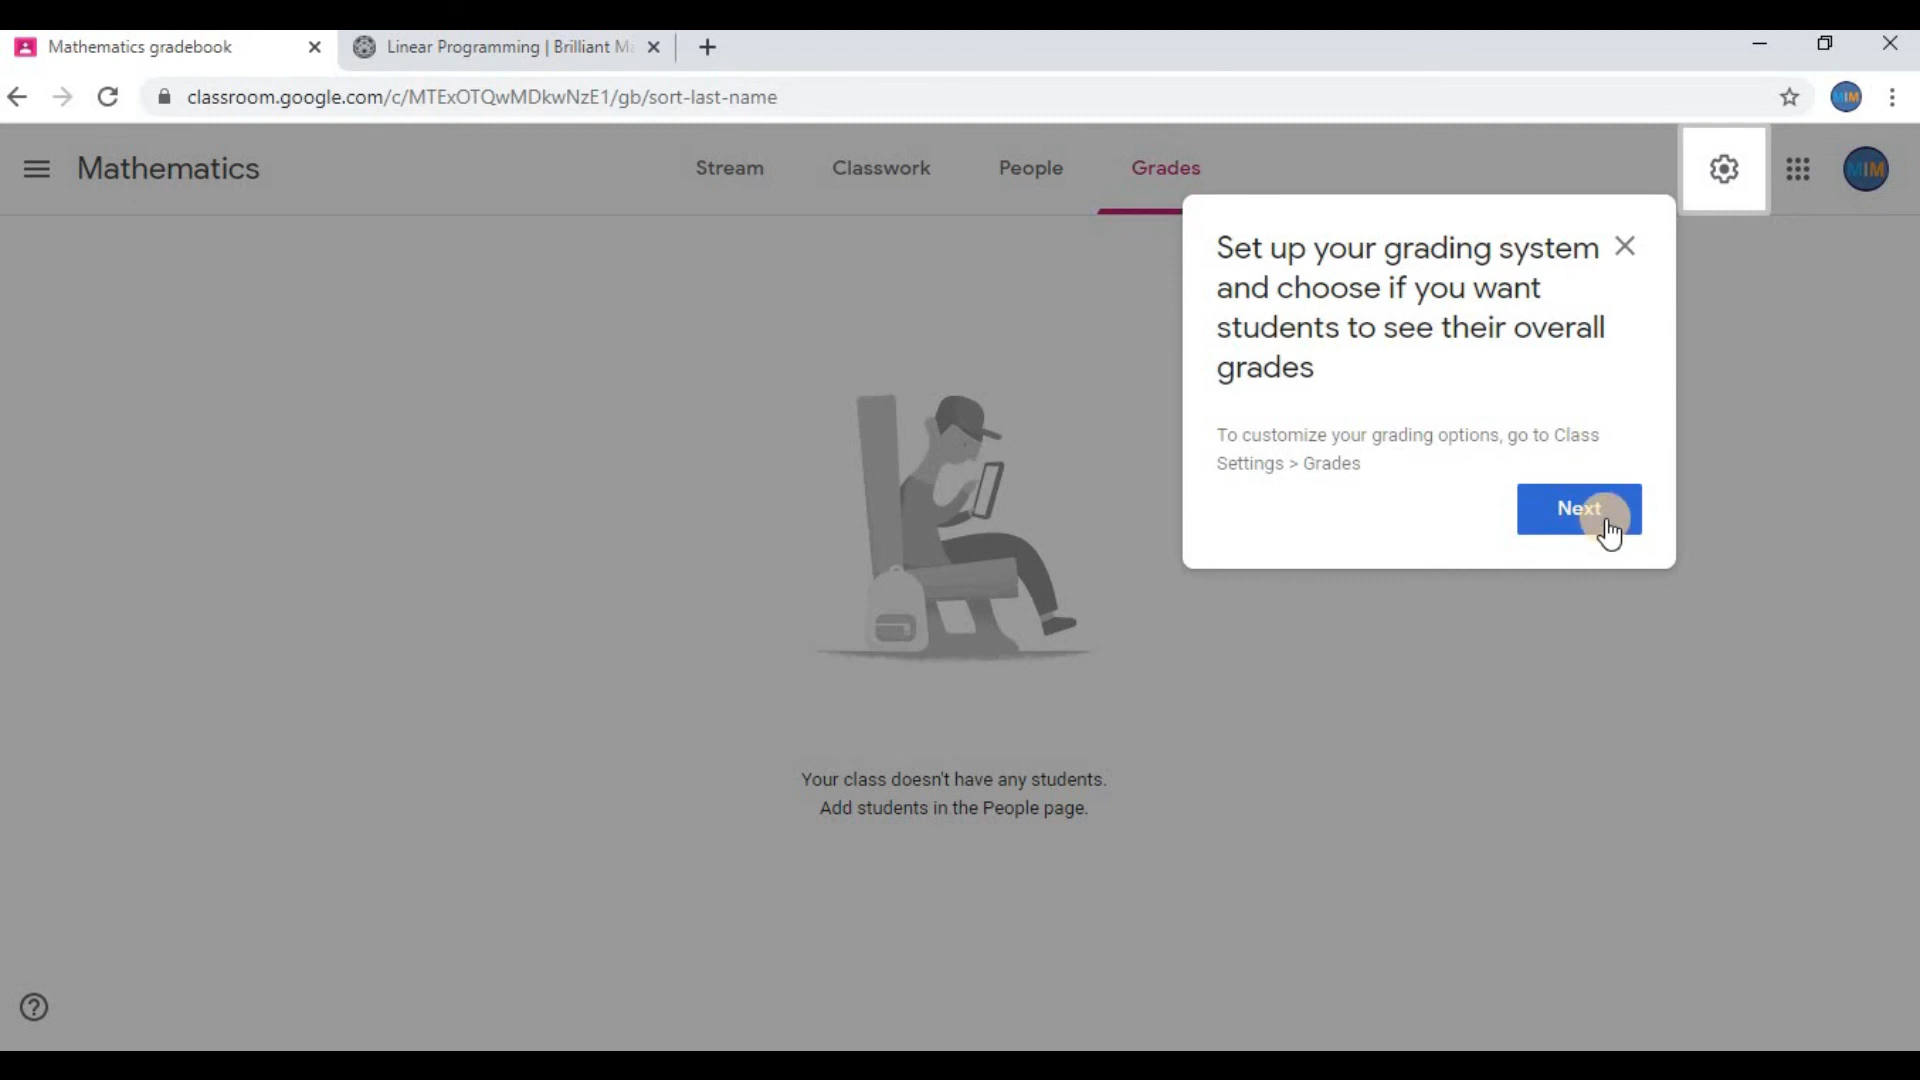 Mathematics gradebook
Linear Programming | Brilliant Ma
classroom.google.com/c/MTExOTQwMDkwNzE1/gb/sort-last-name
MIM
Mathematics
Stream
Classwork
People
Grades
MIM
Set up your grading system
and choose if you want
students to see their overall
grades
To customize your grading options, go to Class
Settings > Grades
Next
Your class doesn't have any students.
Add students in the People page.